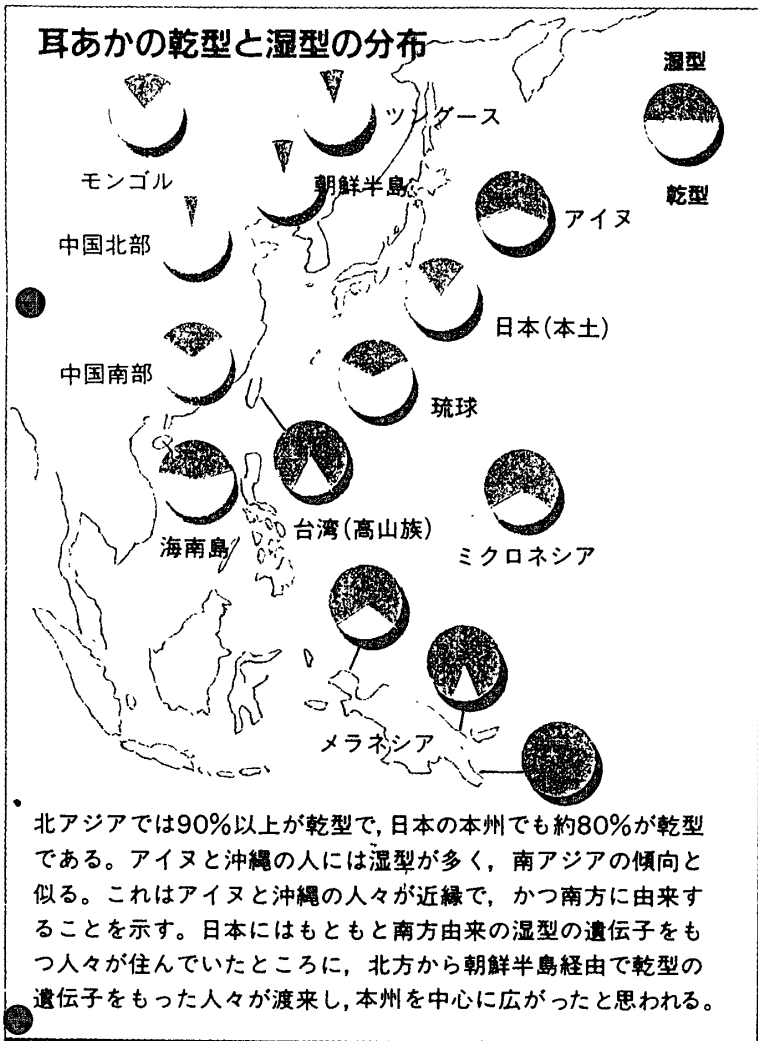 耳あかの乾型と湿型の分布
湿型
乾型
ツングース
モンゴル
朝鮮半島
アイヌ
中国北部
日本(本土)
中国南部
琉球
台湾(高山族)
海南島
ミクロネシア
メラネシア
北アジアでは90%以上が乾型で,日本の本州でも約80%が乾型
である。アイヌと沖縄の人には湿型が多く,南アジアの傾向と
似る。これはアイヌと沖縄の人々が近縁で,かつ南方に由来す
ることを示す。日本にはもともと南方由来の湿型の遺伝子をも
つ人々が住んでいたところに,北方から朝鮮半島経由で乾型の
遺伝子をもった人々が渡来し,本州を中心に広がったと思われる。